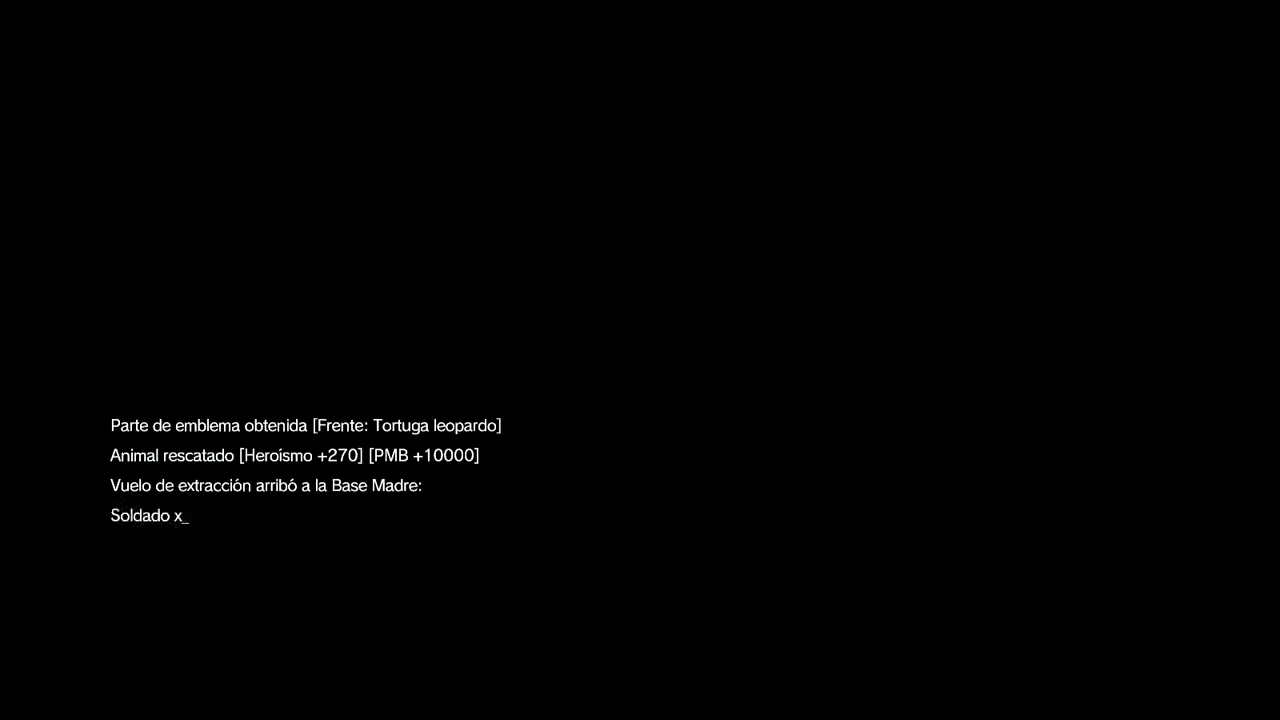 Parte de emblema obtenida [Frente: Tortuga leopardo]
Animal rescatado [Heroísmo +270] [PMB +10000]
Vuelo de extracción arribó a la Base Madre:
Soldado x_